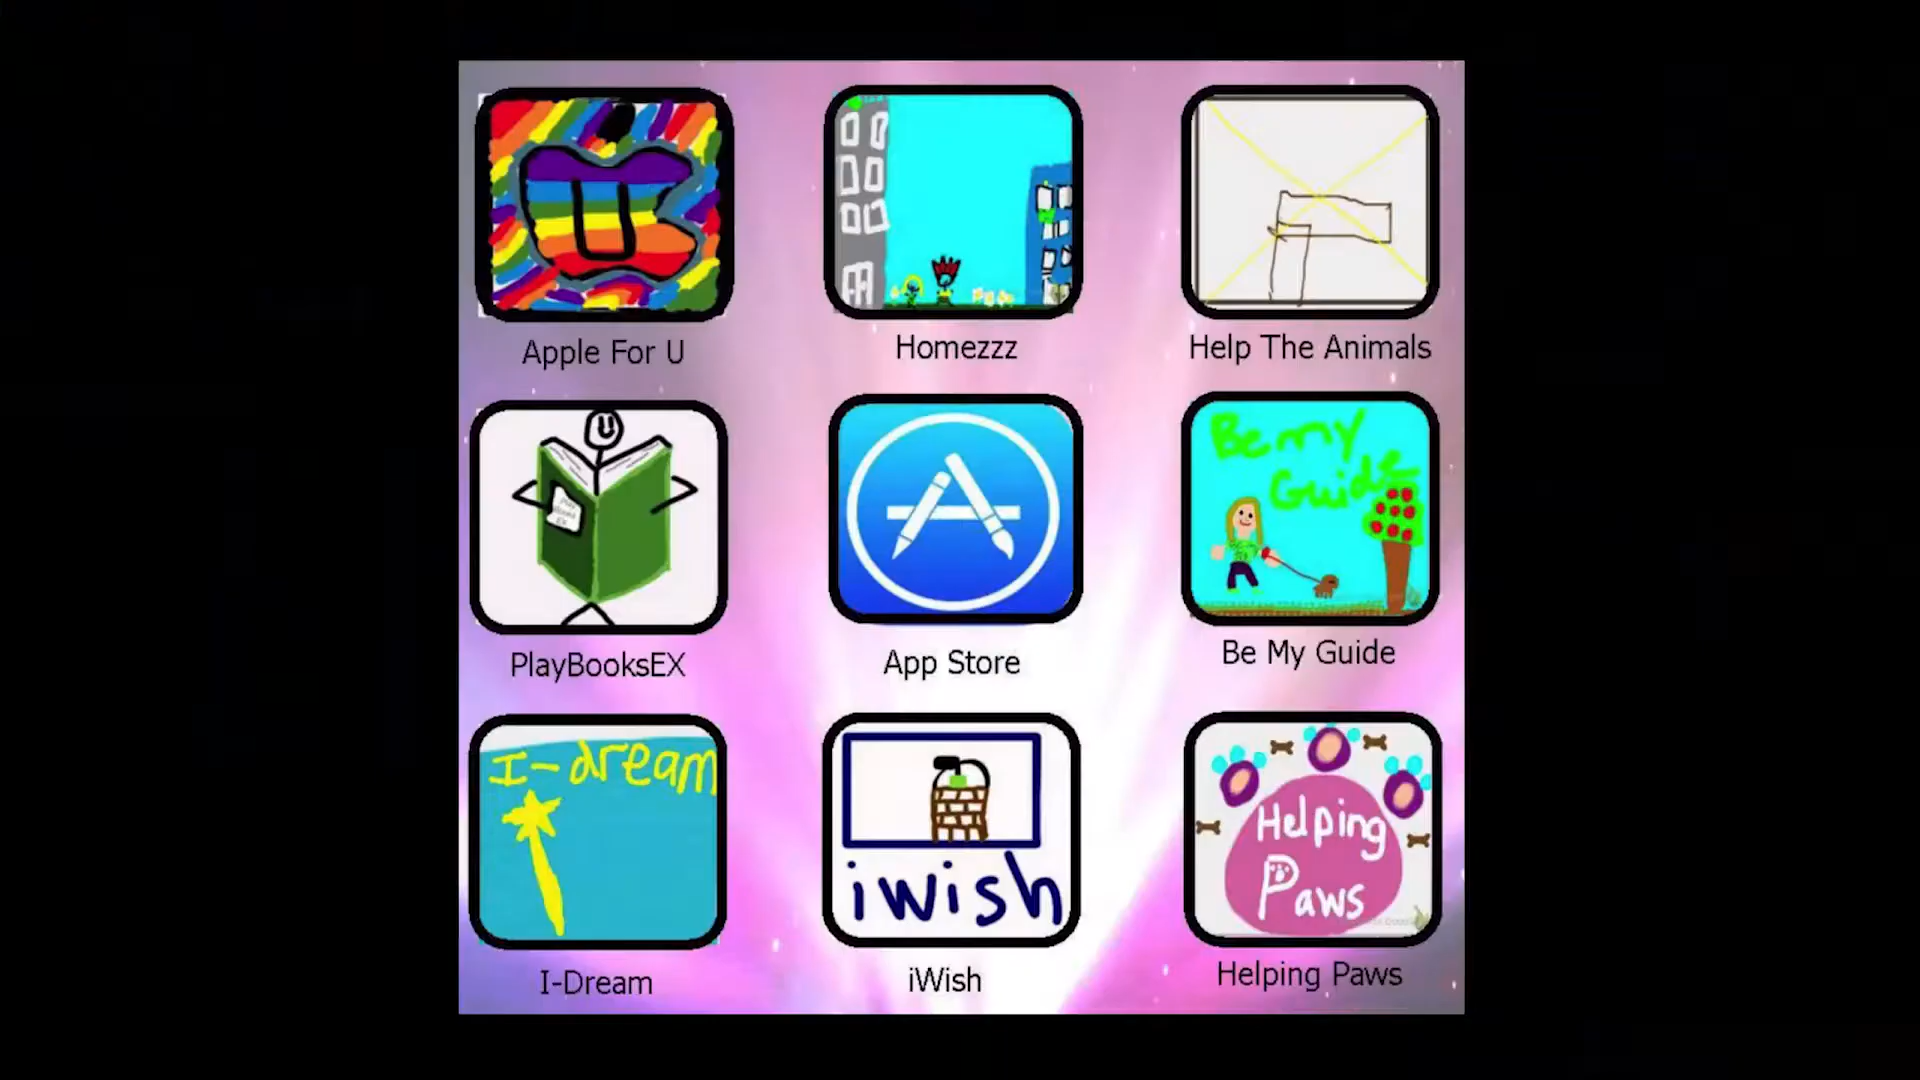 U
Apple For U
Homezzz
Help The Animals
PlayBooksEX
App Store
Be my
Guide
Be My Guide
I-dream
I-Dream
iwish
iWish
Helping
Paws
Helping Paws